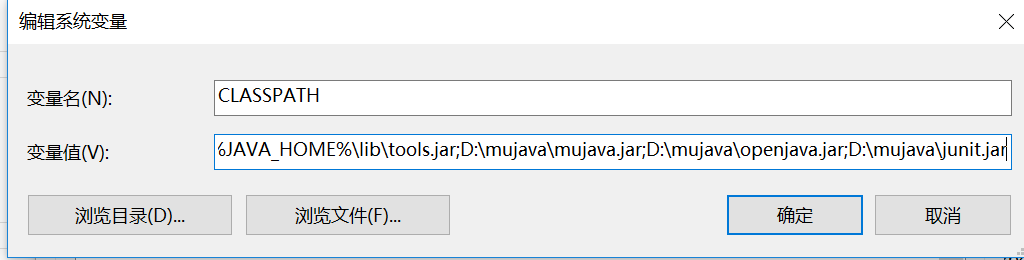 编辑系统变量
变量名(N):
CLASSPATH
变量值(V):
%JAVA_HOME%\lib\tools.jar;D:\mujava\mujava.jar;D:\mujava\openjava.jar;D:\mujava\junit.jar
浏览目录(D)...
浏览文件(F)...
确定
取消